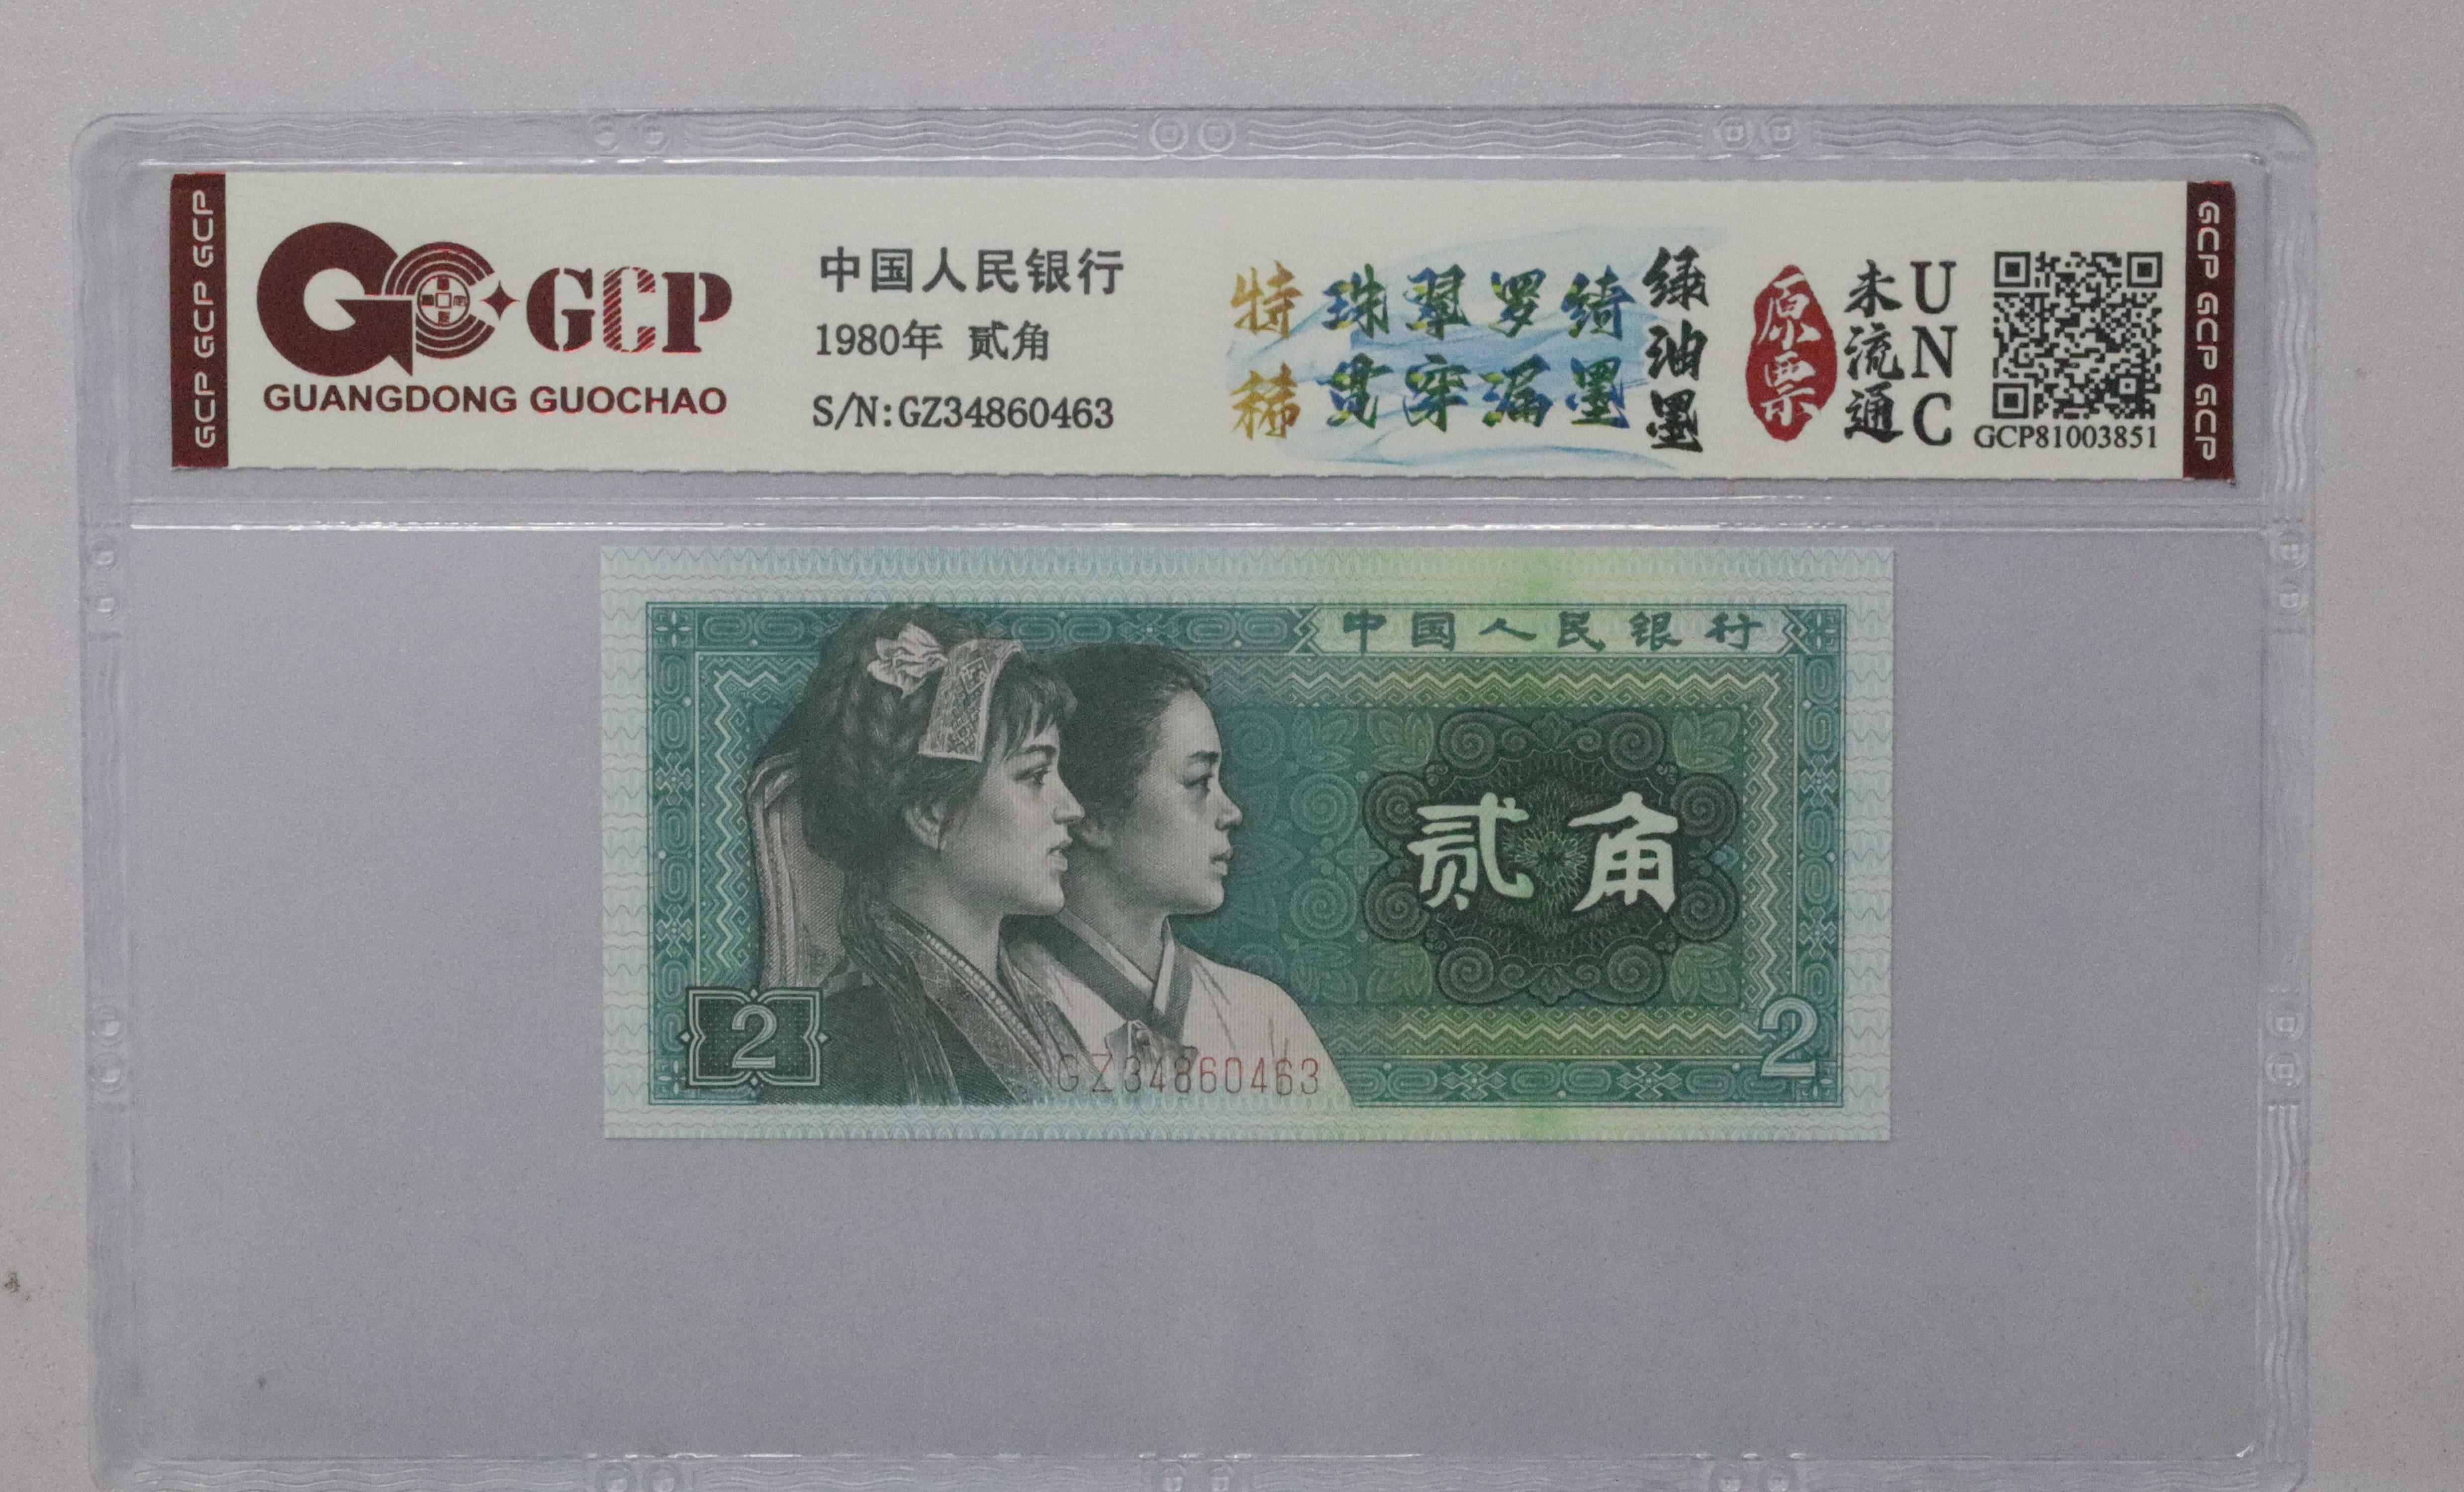 GCP GCP GCP
GCP
GUANGDONG GUOCHAO
中国人民银行
1980年 贰角
S/N:GZ34860463
特稀
珠翠罗绮
贯穿漏墨
绿油墨
原票
未流通
UNC
GCP81003851
GCP GCP GCP
中国人民银行
贰角
2
GZ34860463
2